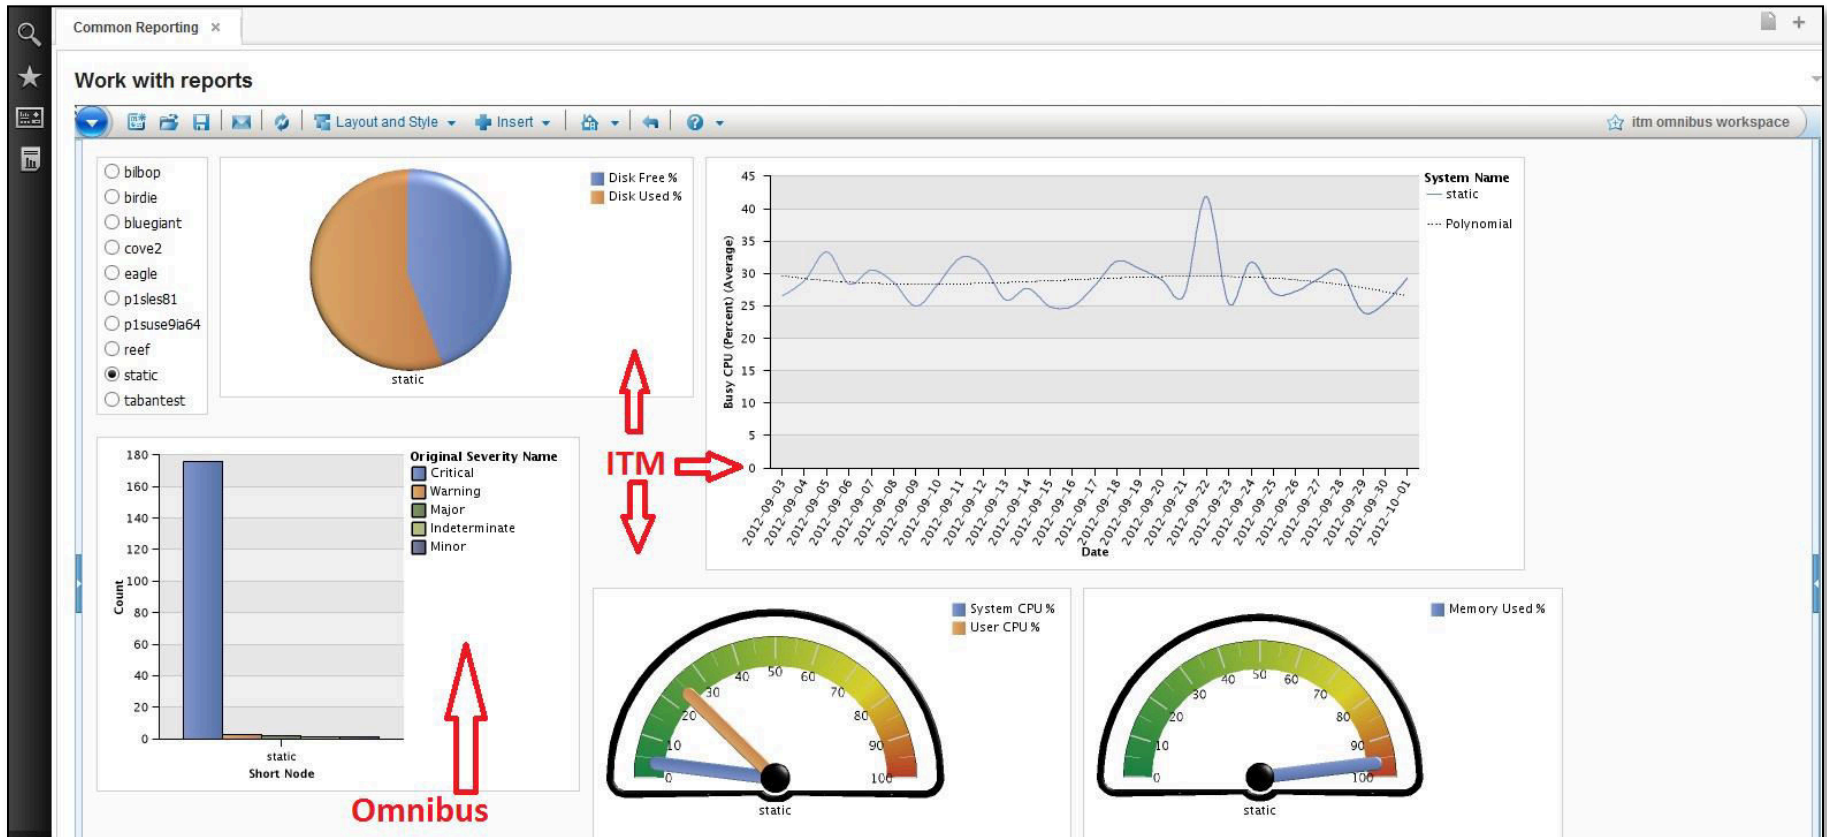 Common Reporting ×
Work with reports
Layout and Style
Insert
itm omnibus workspace
bilbop
birdie
bluegiant
cove2
eagle
p1sles81
p1suse9ia64
reef
static
tabantest
Disk Free %
Disk Used %
static
45
40
35
30
25
20
15
10
5
0
Busy CPU (Percent) (Average)
2012-09-03
2012-09-04
2012-09-05
2012-09-06
2012-09-07
2012-09-08
2012-09-09
2012-09-10
2012-09-11
2012-09-12
2012-09-13
2012-09-14
2012-09-15
2012-09-16
2012-09-17
2012-09-18
2012-09-19
2012-09-20
2012-09-21
2012-09-22
2012-09-23
2012-09-24
2012-09-25
2012-09-26
2012-09-27
2012-09-28
2012-09-29
2012-09-30
2012-10-01
Date
System Name
static
Polynomial
ITM
180
160
140
120
100
80
60
40
20
0
Count
static
Short Node
Original Severity Name
Critical
Warning
Major
Indeterminate
Minor
Omnibus
System CPU %
User CPU %
0
10
20
30
40
50
60
70
80
90
100
static
Memory Used %
0
10
20
30
40
50
60
70
80
90
100
static